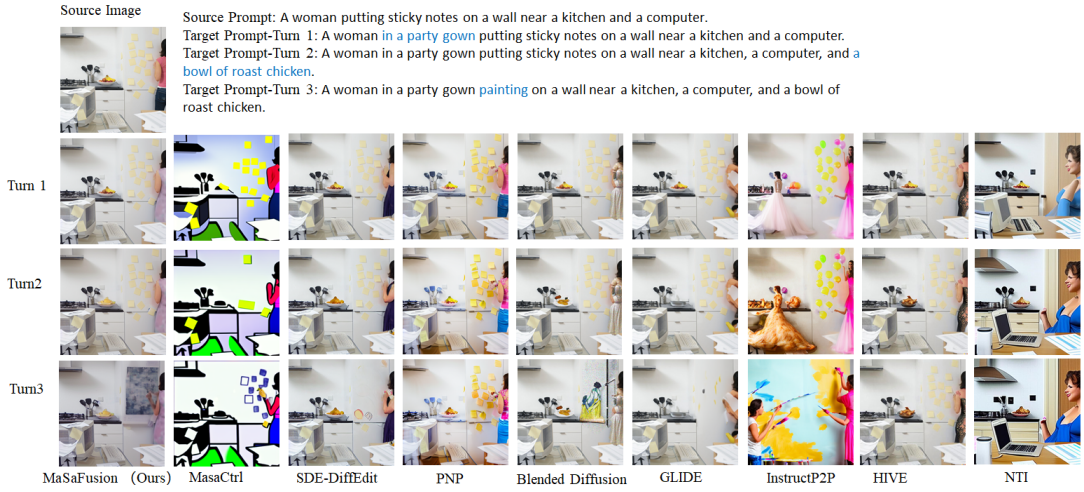 Source Image
Source Prompt: A woman putting sticky notes on a wall near a kitchen and a computer.
Target Prompt-Turn 1: A woman in a party gown putting sticky notes on a wall near a kitchen and a computer.
Target Prompt-Turn 2: A woman in a party gown putting sticky notes on a wall near a kitchen, a computer, and a
bowl of roast chicken.
Target Prompt-Turn 3: A woman in a party gown painting on a wall near a kitchen, a computer, and a bowl of
roast chicken.
Turn 1
Turn2
Turn3
MaSaFusion （Ours） MasaCtrl SDE-DiffEdit PNP Blended Diffusion GLIDE InstructP2P HIVE NTI